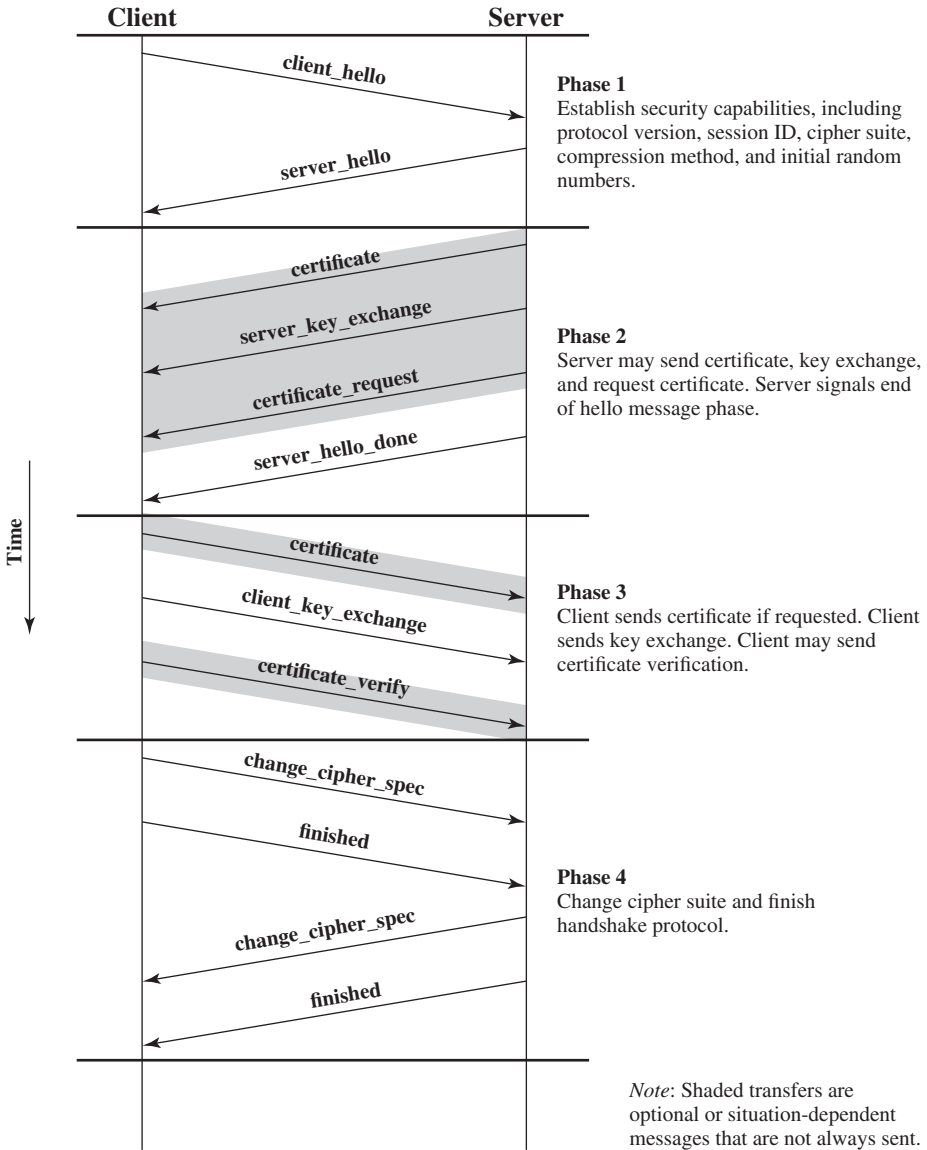 Client
Server
client_hello
server_hello
Phase 1
Establish security capabilities, including
protocol version, session ID, cipher suite,
compression method, and initial random
numbers.
certificate
server_key_exchange
certificate_request
server_hello_done
Phase 2
Server may send certificate, key exchange,
and request certificate. Server signals end
of hello message phase.
Time
certificate
client_key_exchange
certificate_verify
Phase 3
Client sends certificate if requested. Client
sends key exchange. Client may send
certificate verification.
change_cipher_spec
finished
change_cipher_spec
finished
Phase 4
Change cipher suite and finish
handshake protocol.
Note: Shaded transfers are
optional or situation-dependent
messages that are not always sent.